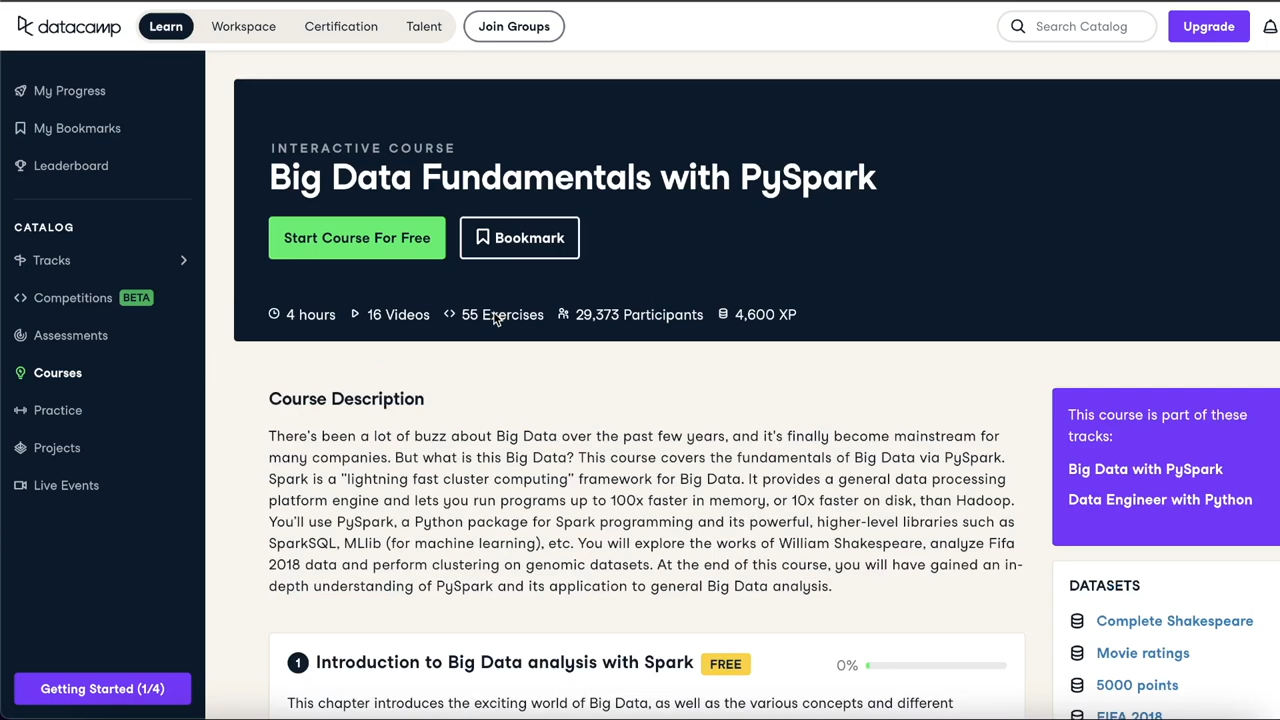 datacamp
Learn
Workspace
Certification
Talent
Join Groups
Search Catalog
Upgrade
My Progress
My Bookmarks
Leaderboard
CATALOG
Tracks
Competitions BETA
Assessments
Courses
Practice
Projects
Live Events
Getting Started (1/4)
INTERACTIVE COURSE
Big Data Fundamentals with PySpark
Start Course For Free
Bookmark
4 hours 16 Videos 55 Exercises 29,373 Participants 4,600 XP
Course Description
There's been a lot of buzz about Big Data over the past few years, and it's finally become mainstream for
many companies. But what is this Big Data? This course covers the fundamentals of Big Data via PySpark.
Spark is a "lightning fast cluster computing" framework for Big Data. It provides a general data processing
platform engine and lets you run programs up to 100x faster in memory, or 10x faster on disk, than Hadoop.
You'll use PySpark, a Python package for Spark programming and its powerful, higher-level libraries such as
SparkSQL, MLlib (for machine learning), etc. You will explore the works of William Shakespeare, analyze Fifa
2018 data and perform clustering on genomic datasets. At the end of this course, you will have gained an in-
depth understanding of PySpark and its application to general Big Data analysis.
1 Introduction to Big Data analysis with Spark FREE 0%
This chapter introduces the exciting world of Big Data, as well as the various concepts and different
This course is part of these
tracks:
Big Data with PySpark
Data Engineer with Python
DATASETS
Complete Shakespeare
Movie ratings
5000 points
FIFA 2018